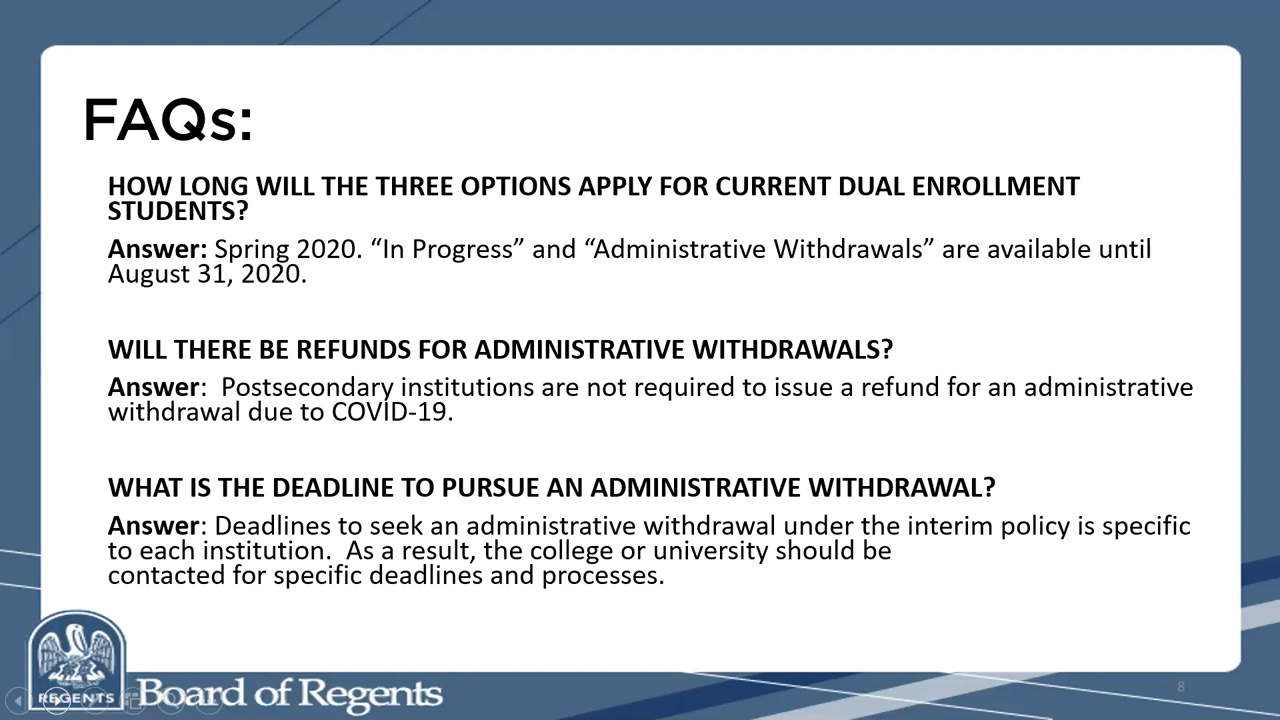 FAQs:
HOW LONG WILL THE THREE OPTIONS APPLY FOR CURRENT DUAL ENROLLMENT
STUDENTS?
Answer: Spring 2020. “In Progress” and “Administrative Withdrawals” are available until
August 31, 2020.
WILL THERE BE REFUNDS FOR ADMINISTRATIVE WITHDRAWALS?
Answer:  Postsecondary institutions are not required to issue a refund for an administrative
withdrawal due to COVID-19.
WHAT IS THE DEADLINE TO PURSUE AN ADMINISTRATIVE WITHDRAWAL?
Answer: Deadlines to seek an administrative withdrawal under the interim policy is specific
to each institution.  As a result, the college or university should be
contacted for specific deadlines and processes.
REGENTS
Board of Regents
8